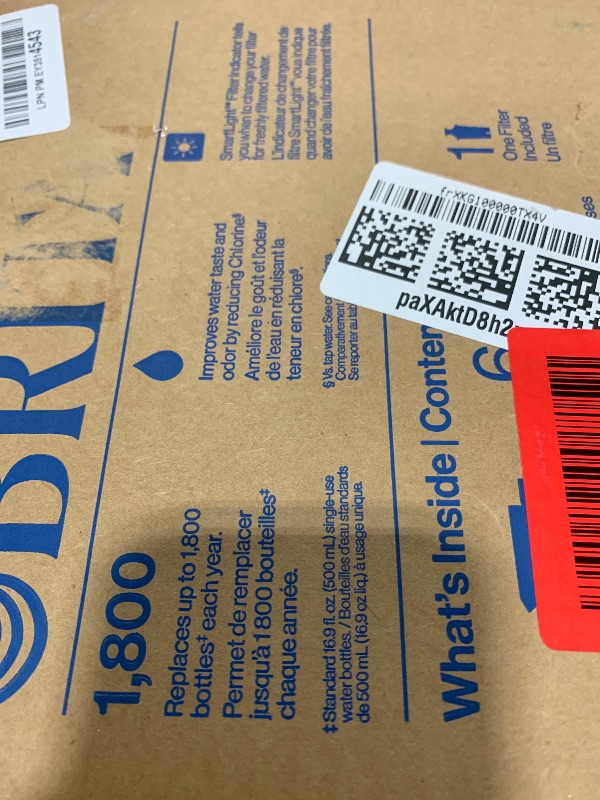 LPN PM EY3514543
BRITA
1,800
Replaces up to 1,800
bottles‡ each year.
Permet de remplacer
jusqu'à 1 800 bouteilles‡
chaque année.
‡Standard 16.9 fl. oz. (500 mL) single-use
water bottles. / Bouteilles d'eau standards
de 500 mL (16,9 oz liq.) à usage unique.
Improves water taste and
odor by reducing Chlorine§
Améliore le goût et l'odeur
de l'eau en réduisant la
teneur en chlore§.
§ Vs. tap water. See
Comparativement
Se reporter au
SmartLight™ Filter Indicator tells
you when to change your filter
for freshly filtered water.
L'indicateur de changement de
filtre SmartLight™ vous indique
quand changer votre filtre pour
avoir de l'eau fraîchement filtrée.
What's Inside | Conten
6
1
One Filter
Included
Un filtre
frXKG100000TX4V
paXAktD8h2